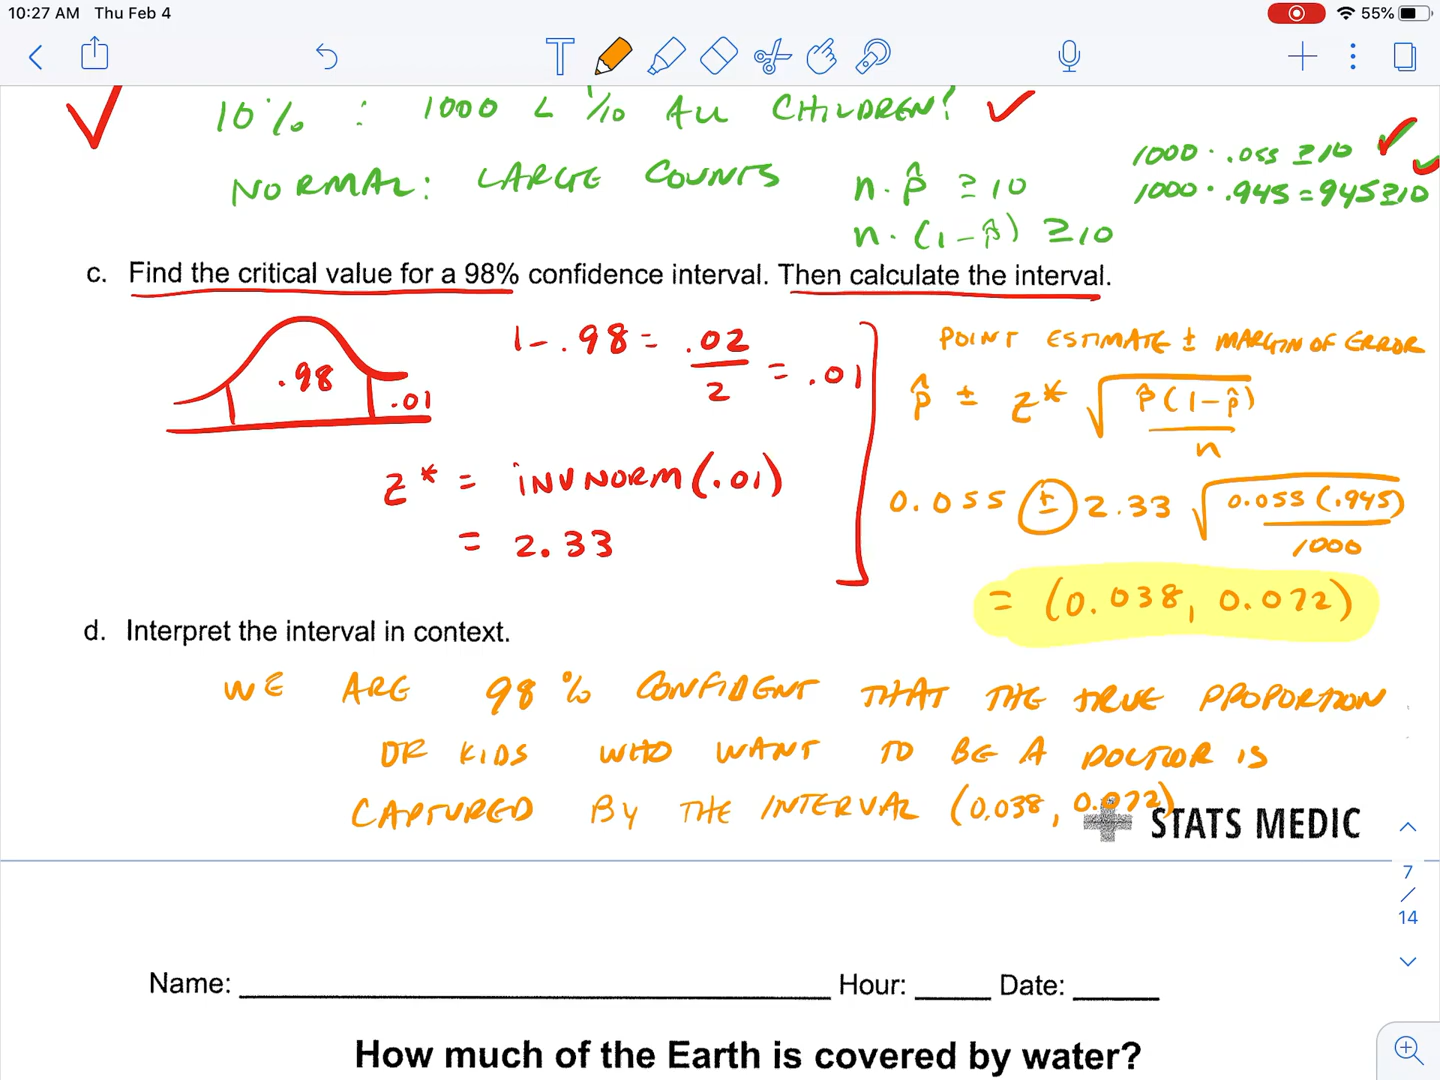 10:27 AM Thu Feb 4
55%
10% : 1000 < 1/10 ALL CHILDREN! ✓
1000 · .055 ≥ 10 ✓
NORMAL: LARGE COUNTS
n · p̂ ≥ 10
1000 · .945 = 945 ≥ 10
n · (1 - p̂) ≥ 10
c. Find the critical value for a 98% confidence interval. Then calculate the interval.
.98
.01
1 - .98 = .02/2 = .01
Z* = INVNORM(.01)
= 2.33
POINT ESTIMATE ± MARGIN OF ERROR
p̂ ± Z* √(p̂(1-p̂)/n)
0.055 ± 2.33 √(0.055(.945)/1000)
= (0.038, 0.072)
d. Interpret the interval in context.
WE ARE 98% CONFIDENT THAT THE TRUE PROPORTION
OF KIDS WHO WANT TO BE A DOCTOR IS
CAPTURED BY THE INTERVAL (0.038, 0.072)
STATS MEDIC
7
/
14
Name: Hour: Date:
How much of the Earth is covered by water?